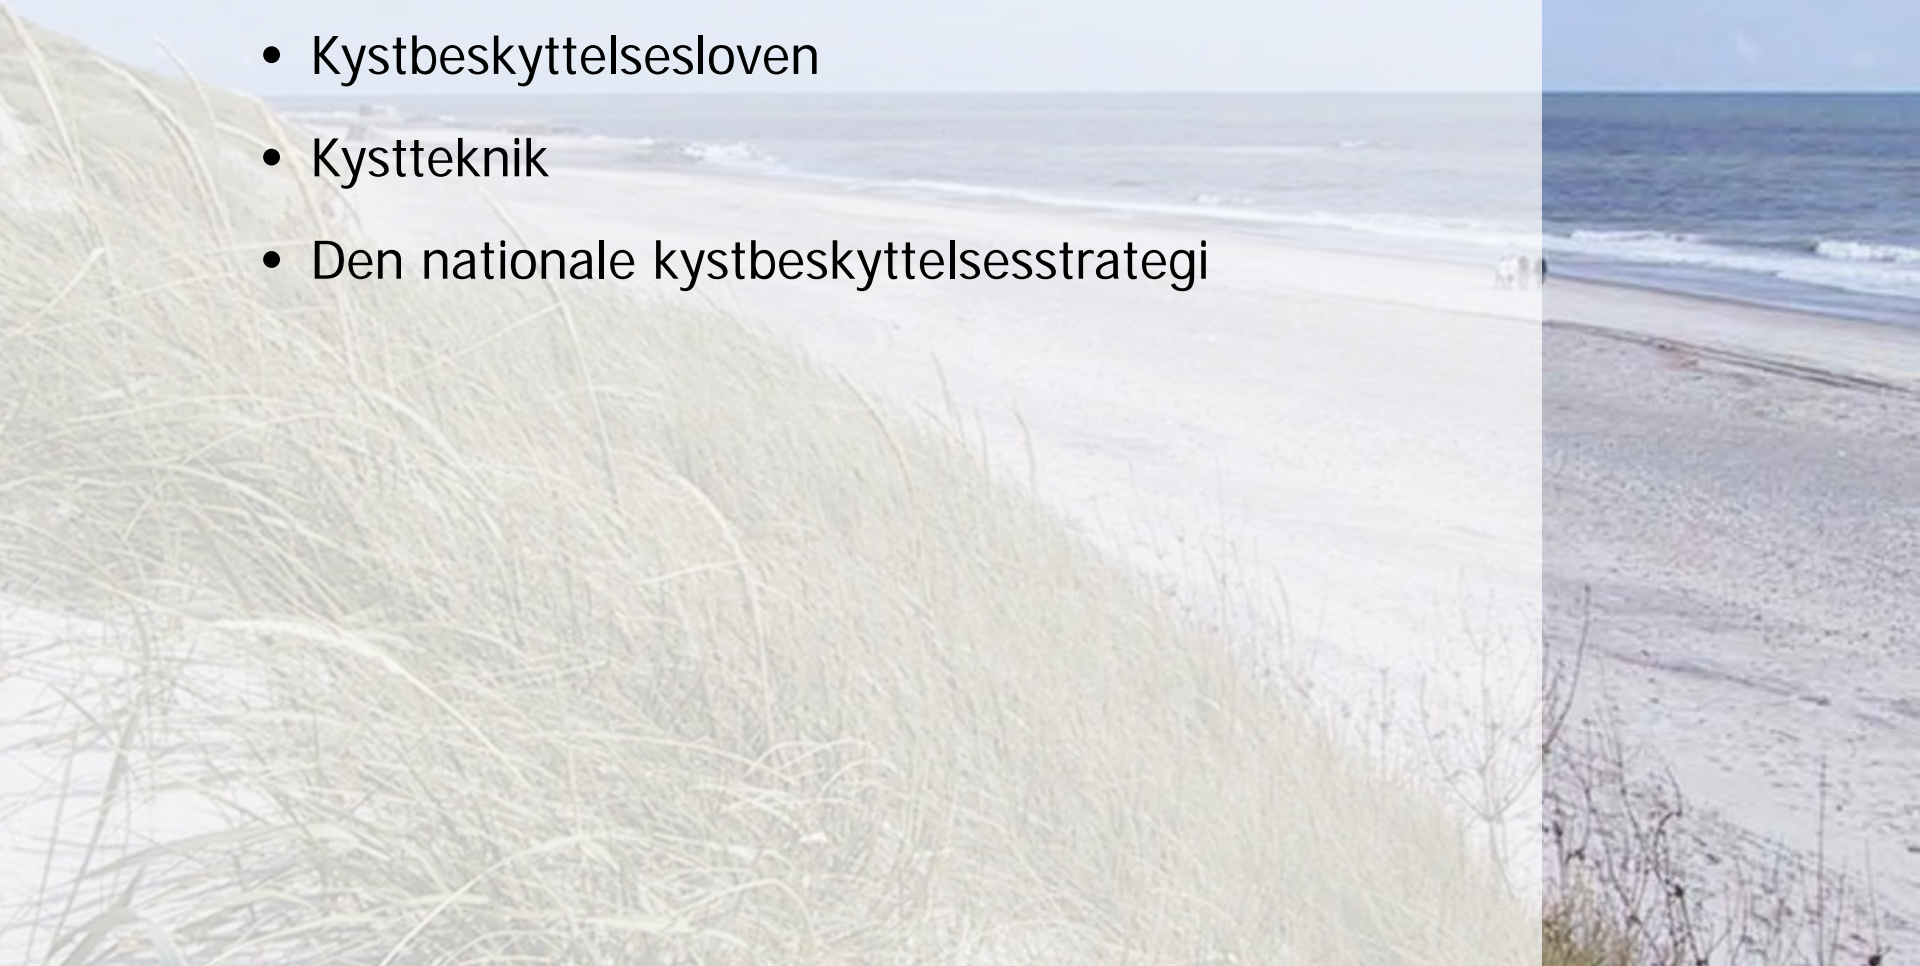 • Kystbeskyttelsesloven
• Kystteknik
• Den nationale kystbeskyttelsesstrategi